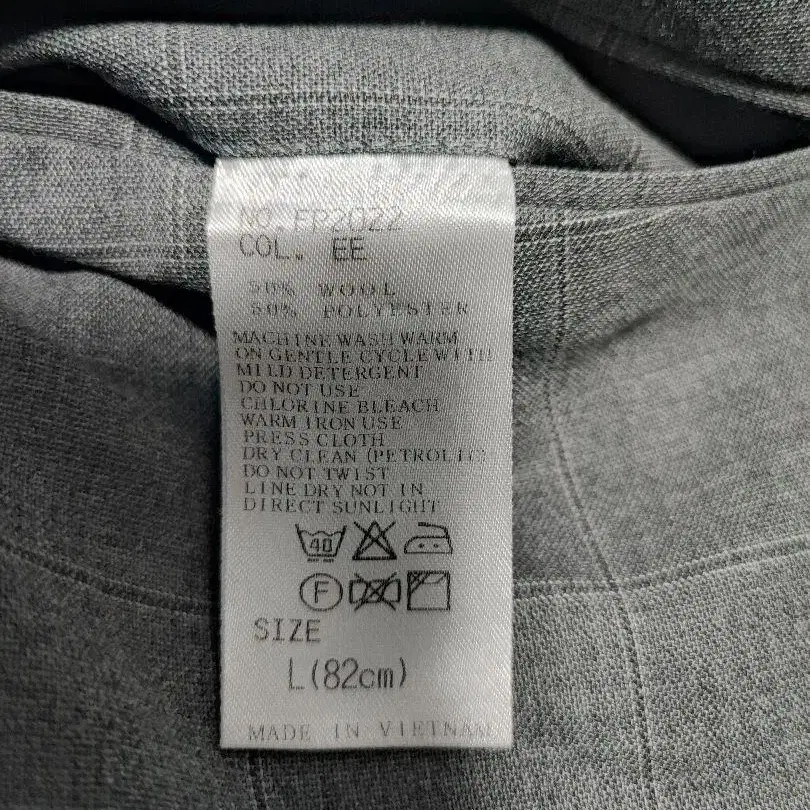 NO. FP2022
COL. EE
50% WOOL
50% POLYESTER
MACHINE WASH WARM
ON GENTLE CYCLE WITH
MILD DETERGENT
DO NOT USE
CHLORINE BLEACH
WARM IRON USE
PRESS CLOTH
DRY CLEAN (PETROLIC)
DO NOT TWIST
LINE DRY NOT IN
DIRECT SUNLIGHT
40
F
SIZE
L(82cm)
MADE IN VIETNAM